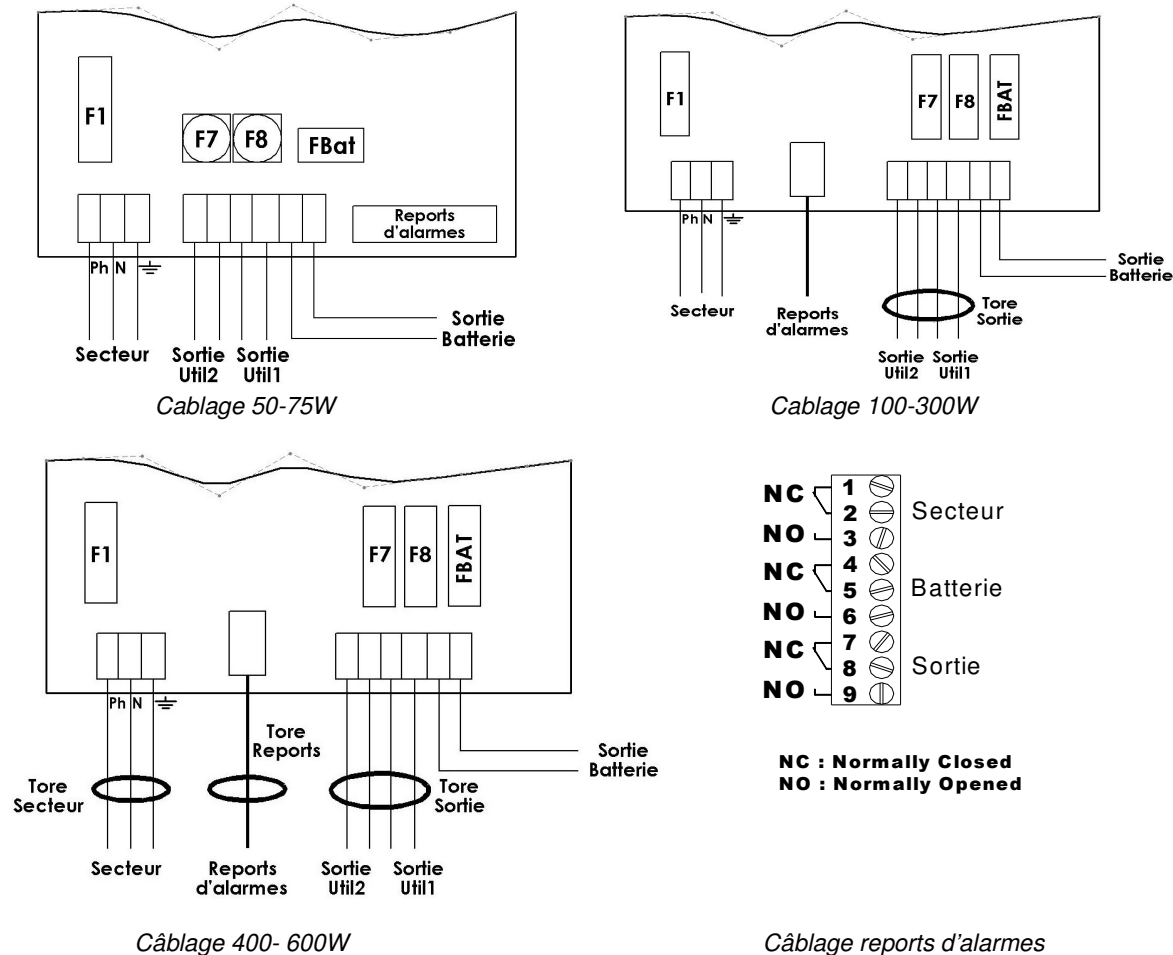 F1
F7
F8
FBat
Reports
d'alarmes
Ph N
Secteur
Sortie
Util2
Sortie
Util1
Sortie
Batterie
Cablage 50-75W
F1
F7
F8
FBAT
Ph N
Secteur
Reports
d'alarmes
Tore
Sortie
Sortie
Util2
Sortie
Util1
Sortie
Batterie
Cablage 100-300W
F1
F7
F8
FBAT
Ph N
Tore
Secteur
Tore
Reports
Tore
Sortie
Sortie
Batterie
Secteur
Reports
d'alarmes
Sortie
Util2
Sortie
Util1
Câblage 400- 600W
NC 1
2 Secteur
NO 3
NC 4
5 Batterie
NO 6
NC 7
8 Sortie
NO 9
NC : Normally Closed
NO : Normally Opened
Câblage reports d'alarmes